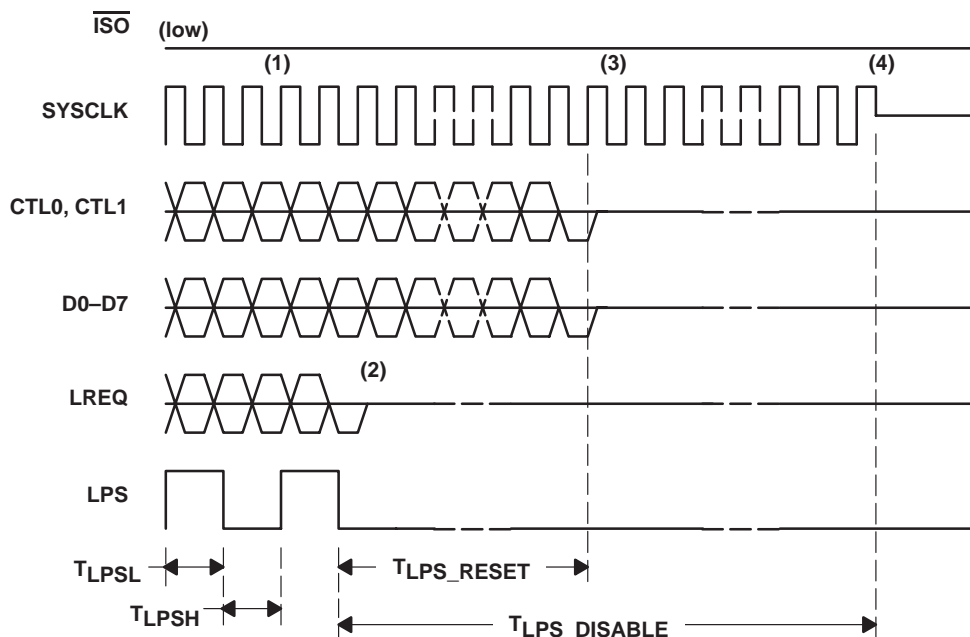 ISO
(low)
(1) (3) (4)
SYSCLK
CTL0, CTL1
D0–D7
(2)
LREQ
LPS
TLPSL
TLPS_RESET
TLPSH
TLPS_DISABLE